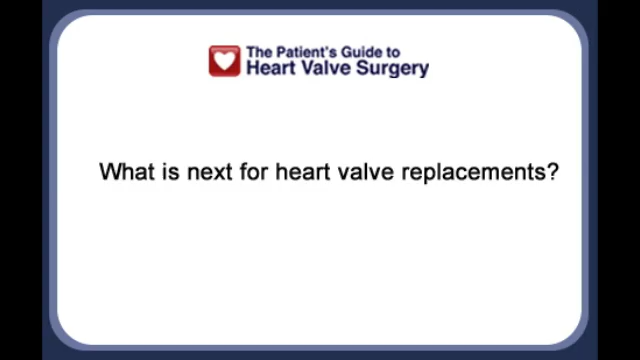 The Patient's Guide to
Heart Valve Surgery
What is next for heart valve replacements?